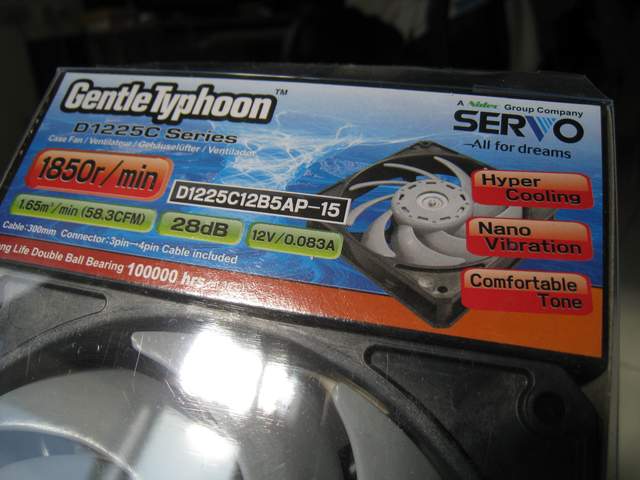 GentleTyphoon™
D1225C Series
Case Fan / Ventilateur / Gehäuselüfter / Ventilador
1850r/min
D1225C12B5AP-15
1.65m³/min (58.3CFM)
28dB
12V/0.083A
Cable:300mm Connector:3pin→4pin Cable included
Long Life Double Ball Bearing 100000 hrs
A Nidec Group Company
SERVO
All for dreams
Hyper
Cooling
Nano
Vibration
Comfortable
Tone